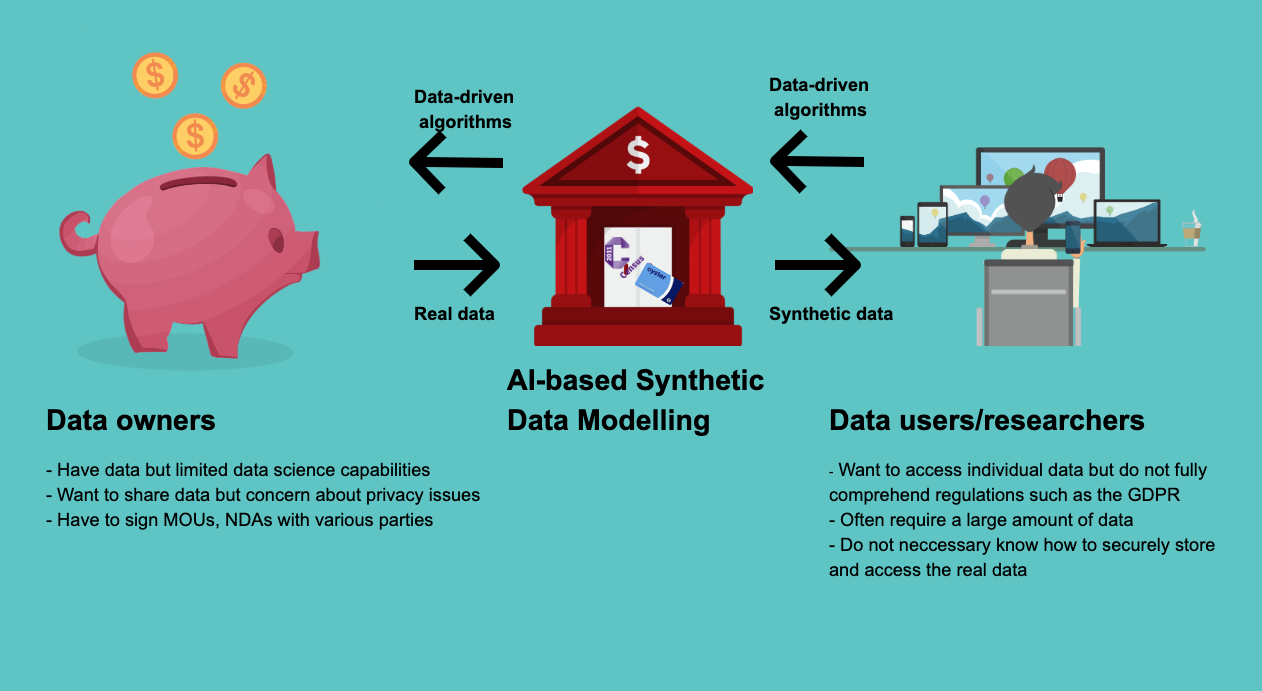 $
$
$
Data-driven
algorithms
Data-driven
algorithms
$
2011
Census
oyster
Real data
Synthetic data
AI-based Synthetic
Data Modelling
Data owners
- Have data but limited data science capabilities
- Want to share data but concern about privacy issues
- Have to sign MOUs, NDAs with various parties
Data users/researchers
- Want to access individual data but do not fully
comprehend regulations such as the GDPR
- Often require a large amount of data
- Do not neccessary know how to securely store
and access the real data